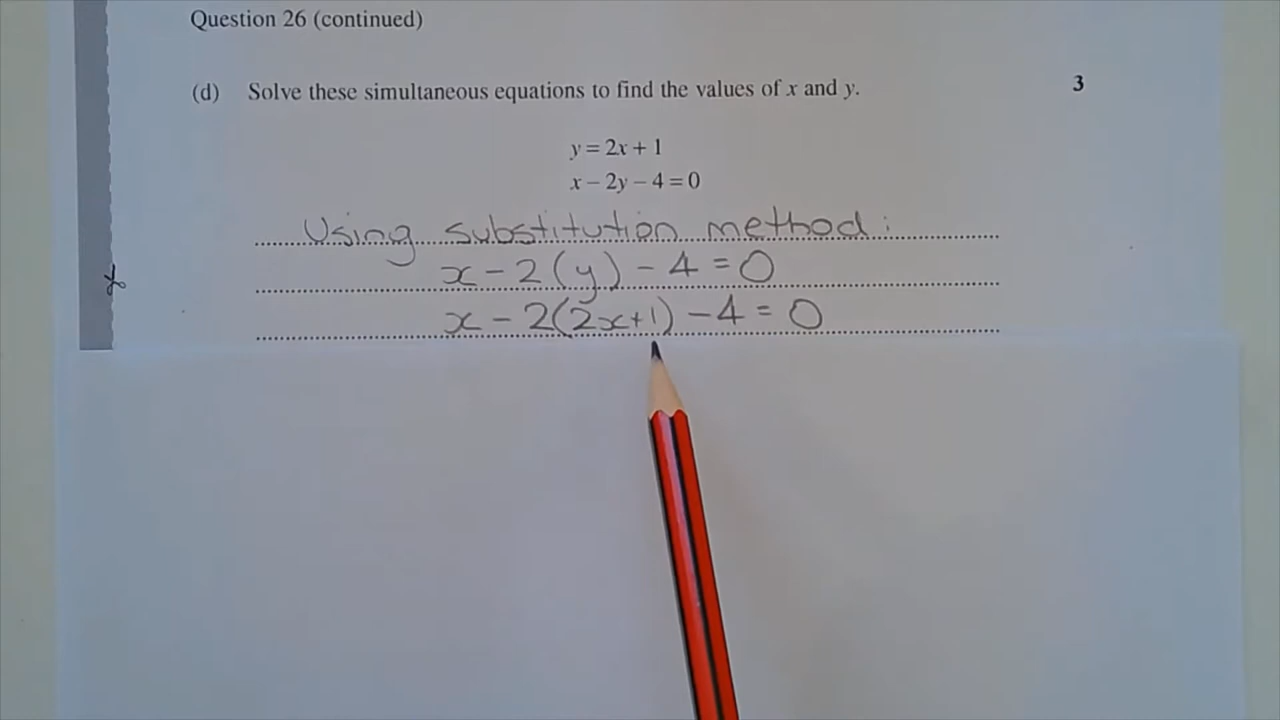 Question 26 (continued)
(d) Solve these simultaneous equations to find the values of x and y. 3
y = 2x + 1
x – 2y – 4 = 0
Using substitution method:
x – 2(y) – 4 = 0
x – 2(2x+1) – 4 = 0